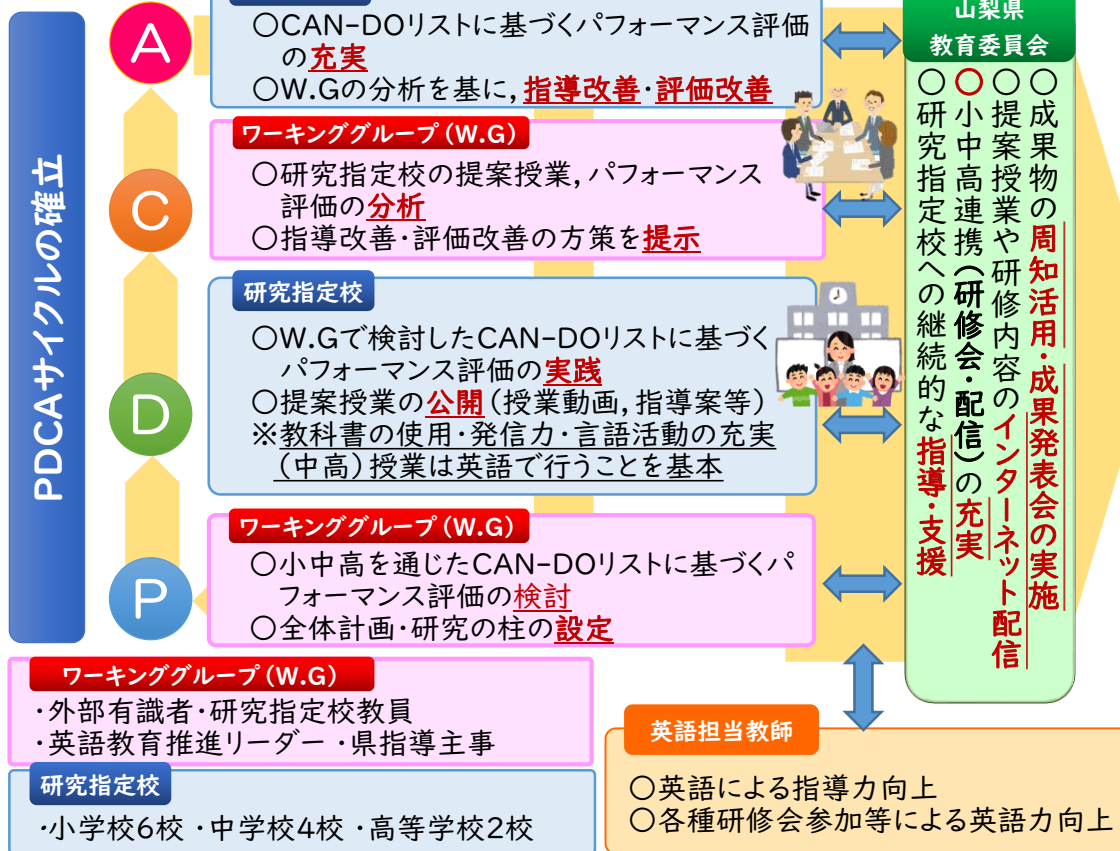 PDCAサイクルの確立
A
○CAN-DOリストに基づくパフォーマンス評価
の充実
○W.Gの分析を基に,指導改善・評価改善
C
ワーキンググループ(W.G)
○研究指定校の提案授業,パフォーマンス
評価の分析
○指導改善・評価改善の方策を提示
D
研究指定校
○W.Gで検討したCAN-DOリストに基づく
パフォーマンス評価の実践
○提案授業の公開(授業動画,指導案等)
※教科書の使用・発信力・言語活動の充実
(中高)授業は英語で行うことを基本
P
ワーキンググループ(W.G)
○小中高を通じたCAN-DOリストに基づくパ
フォーマンス評価の検討
○全体計画・研究の柱の設定
山梨県
教育委員会
○成果物の周知活用・成果発表会の実施
○提案授業や研修内容のインターネット配信
○小中高連携(研修会・配信)の充実
○研究指定校への継続的な指導・支援
ワーキンググループ(W.G)
・外部有識者・研究指定校教員
・英語教育推進リーダー・県指導主事
研究指定校
・小学校6校・中学校4校・高等学校2校
英語担当教師
○英語による指導力向上
○各種研修会参加等による英語力向上